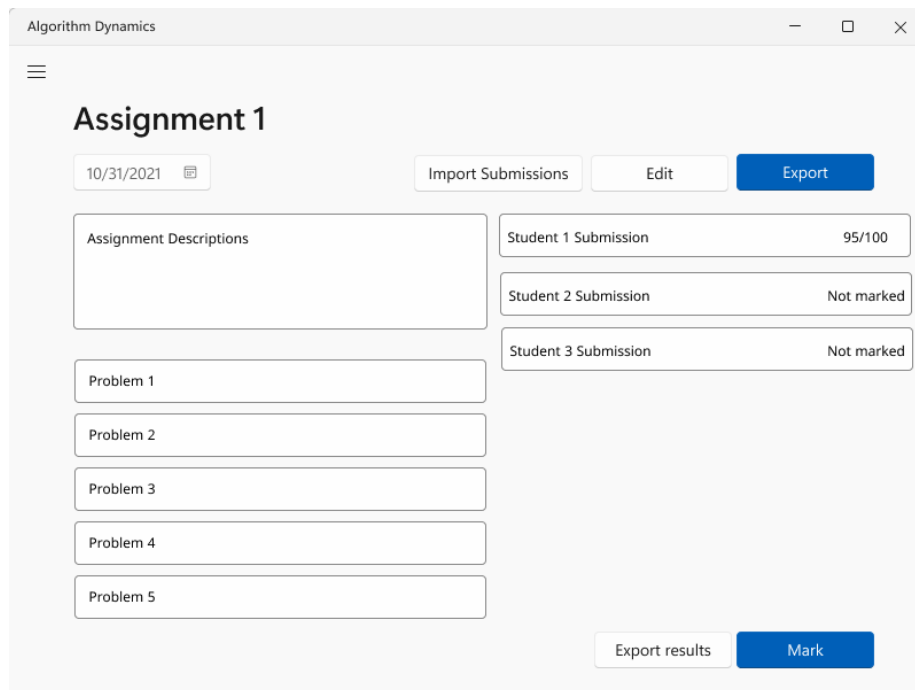 Algorithm Dynamics
Assignment 1
10/31/2021
Import Submissions
Edit
Export
Assignment Descriptions
Student 1 Submission 95/100
Student 2 Submission Not marked
Student 3 Submission Not marked
Problem 1
Problem 2
Problem 3
Problem 4
Problem 5
Export results
Mark